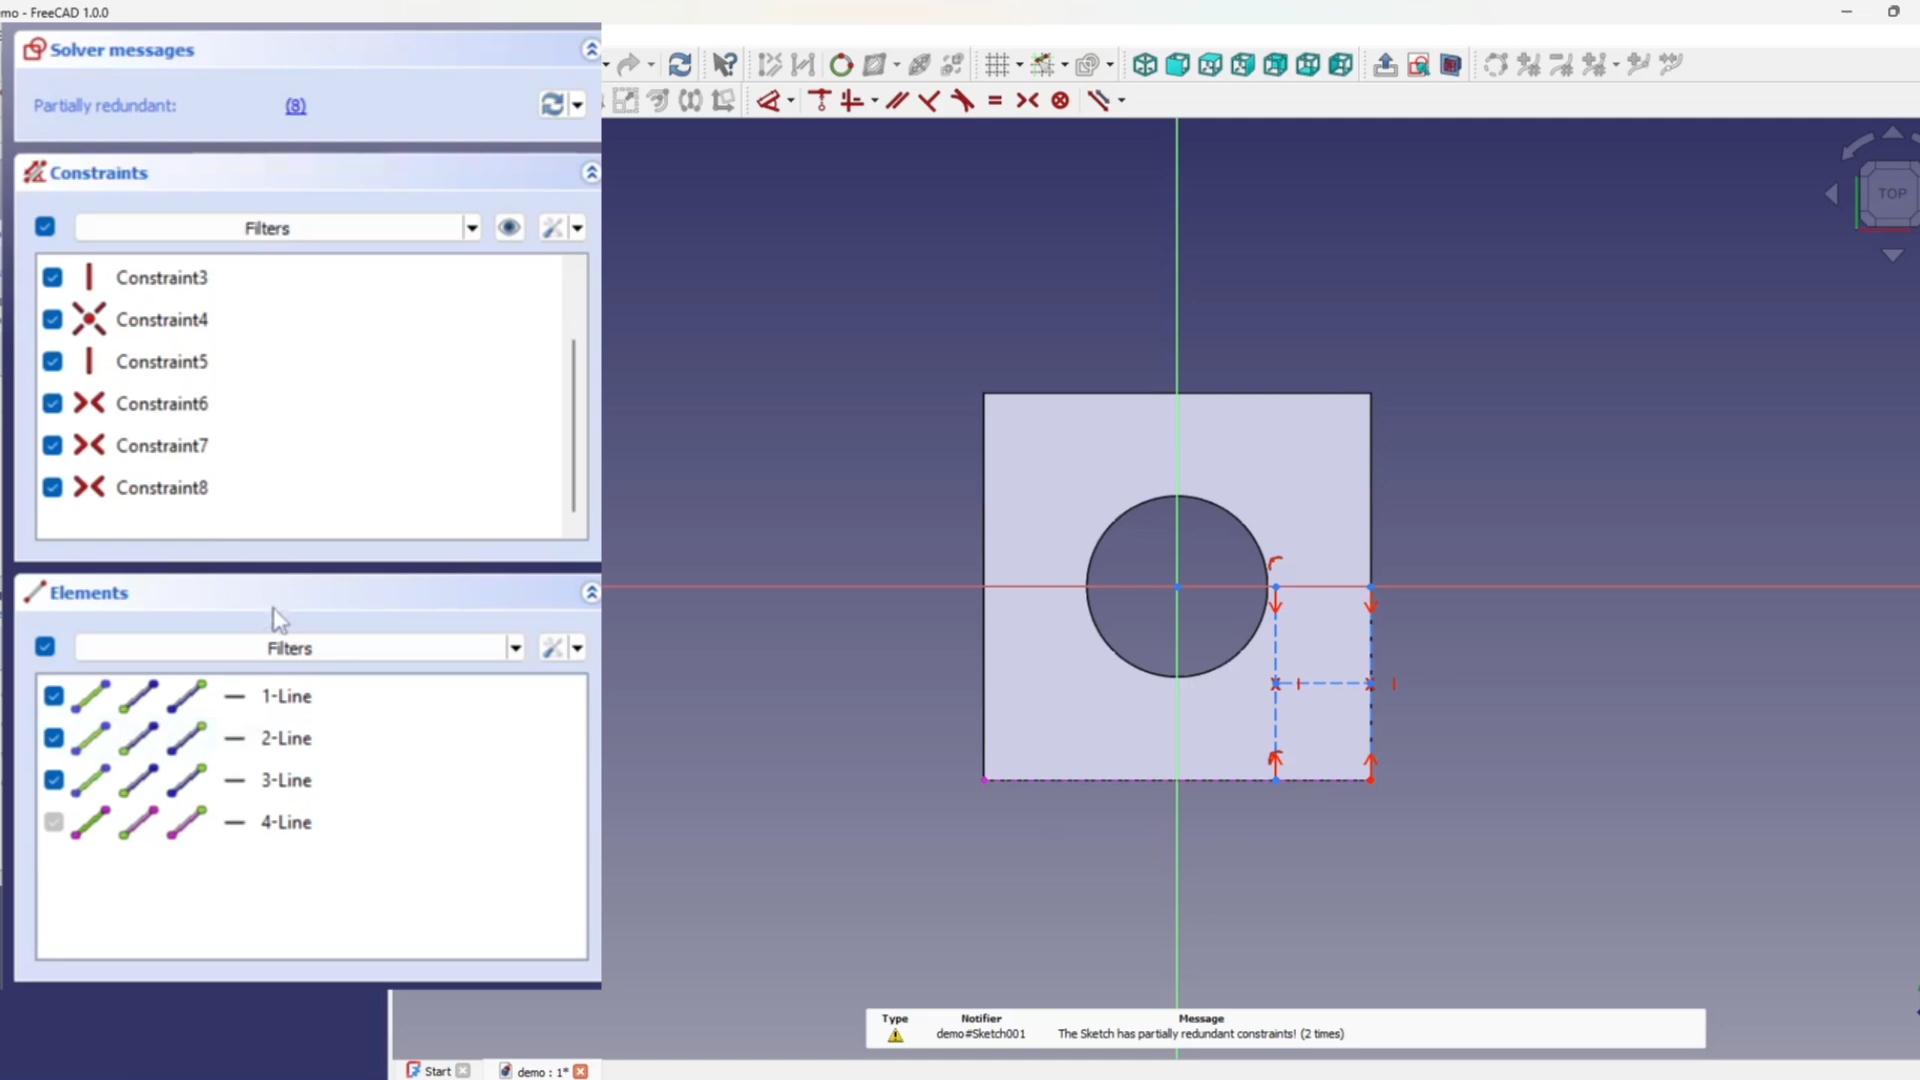 mo - FreeCAD 1.0.0
Solver messages
Partially redundant: (8)
Constraints
Filters
Constraint3
Constraint4
Constraint5
Constraint6
Constraint7
Constraint8
Elements
Filters
1-Line
2-Line
3-Line
4-Line
TOP
Type Notifier Message
demo#Sketch001 The Sketch has partially redundant constraints! (2 times)
Start demo : 1*